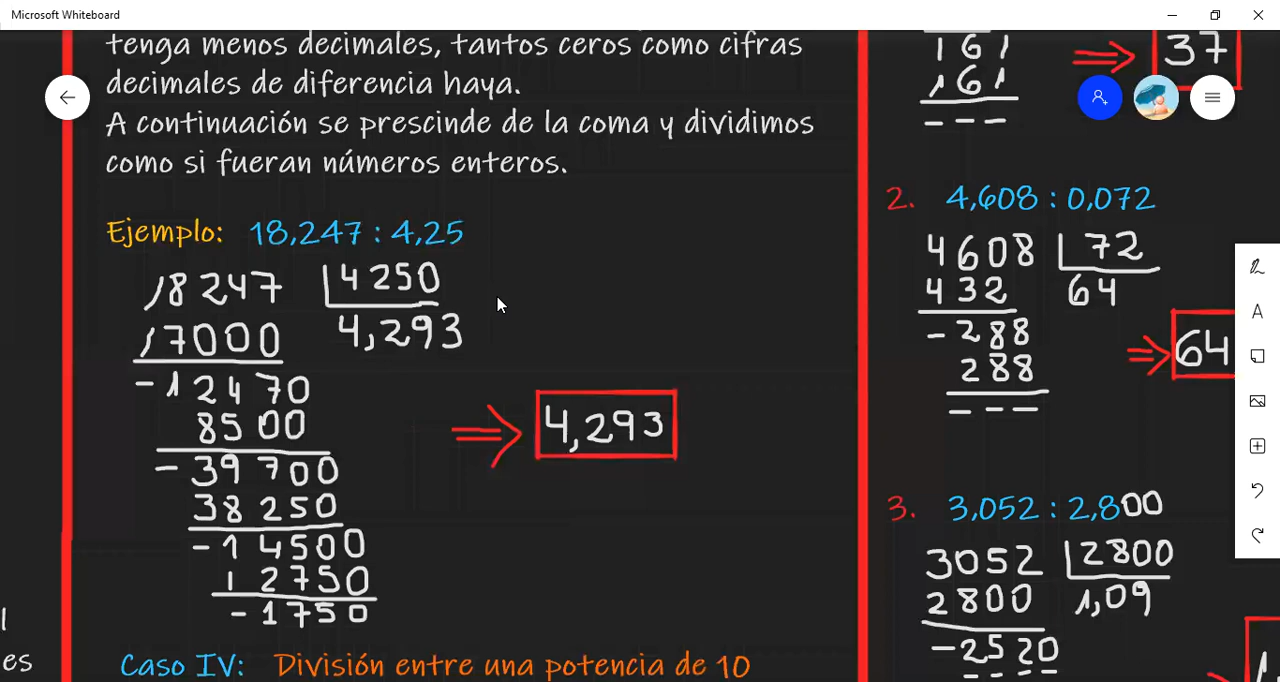 Microsoft Whiteboard
tenga menos decimales, tantos ceros como cifras
decimales de diferencia haya.
A continuación se prescinde de la coma y dividimos
como si fueran números enteros.
Ejemplo: 18,247 : 4,25
18247 4250
17000 4,293
-12470
8500
-39700
38250
-14500
12750
-1750
⇒ 4,293
Caso IV: División entre una potencia de 10
es
161
161
----
⇒ 37
2. 4,608 : 0,072
4608 72
432 64
-288
288
----
⇒ 64
3. 3,052 : 2,800
3052 2800
2800 1,09
-2520
----
A